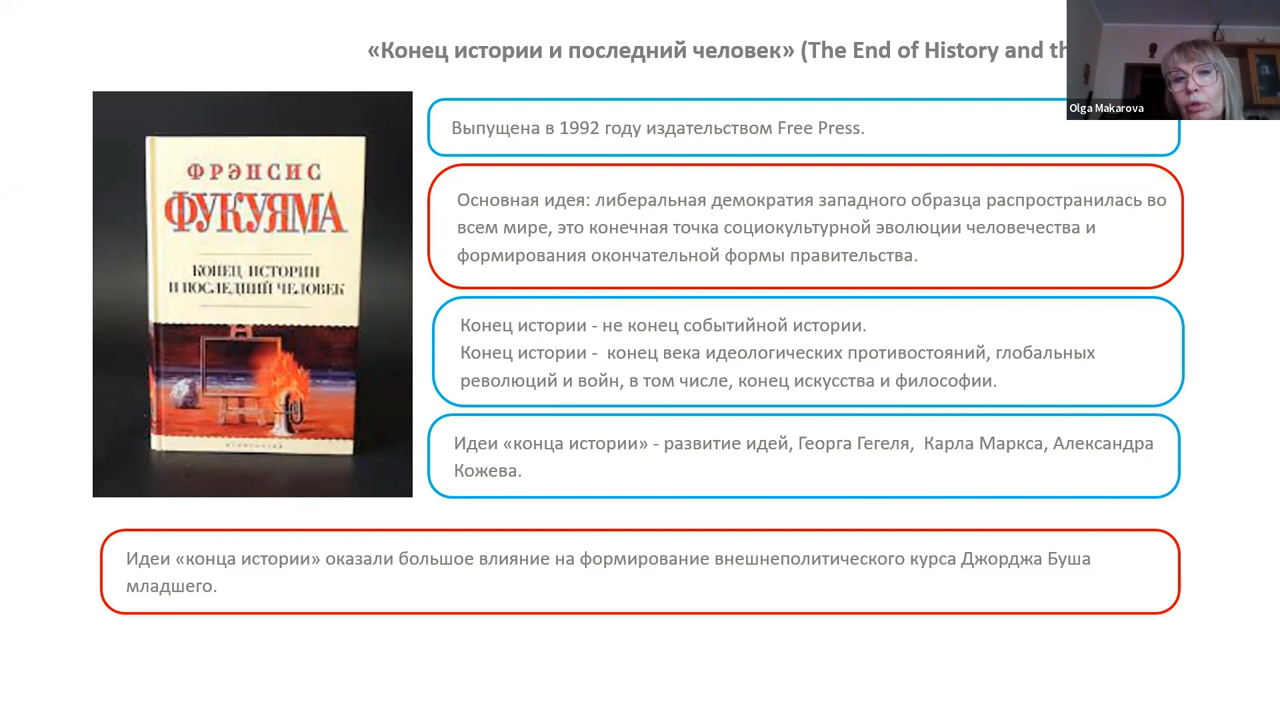 «Конец истории и последний человек» (The End of History and th
Olga Makarova
Выпущена в 1992 году издательством Free Press.
Основная идея: либеральная демократия западного образца распространилась во
всем мире, это конечная точка социокультурной эволюции человечества и
формирования окончательной формы правительства.
Конец истории - не конец событийной истории.
Конец истории - конец века идеологических противостояний, глобальных
революций и войн, в том числе, конец искусства и философии.
Идеи «конца истории» - развитие идей, Георга Гегеля, Карла Маркса, Александра
Кожева.
ФРЭНСИС
ФУКУЯМА
КОНЕЦ ИСТОРИИ
И ПОСЛЕДНИЙ ЧЕЛОВЕК
Идеи «конца истории» оказали большое влияние на формирование внешнеполитического курса Джорджа Буша
младшего.